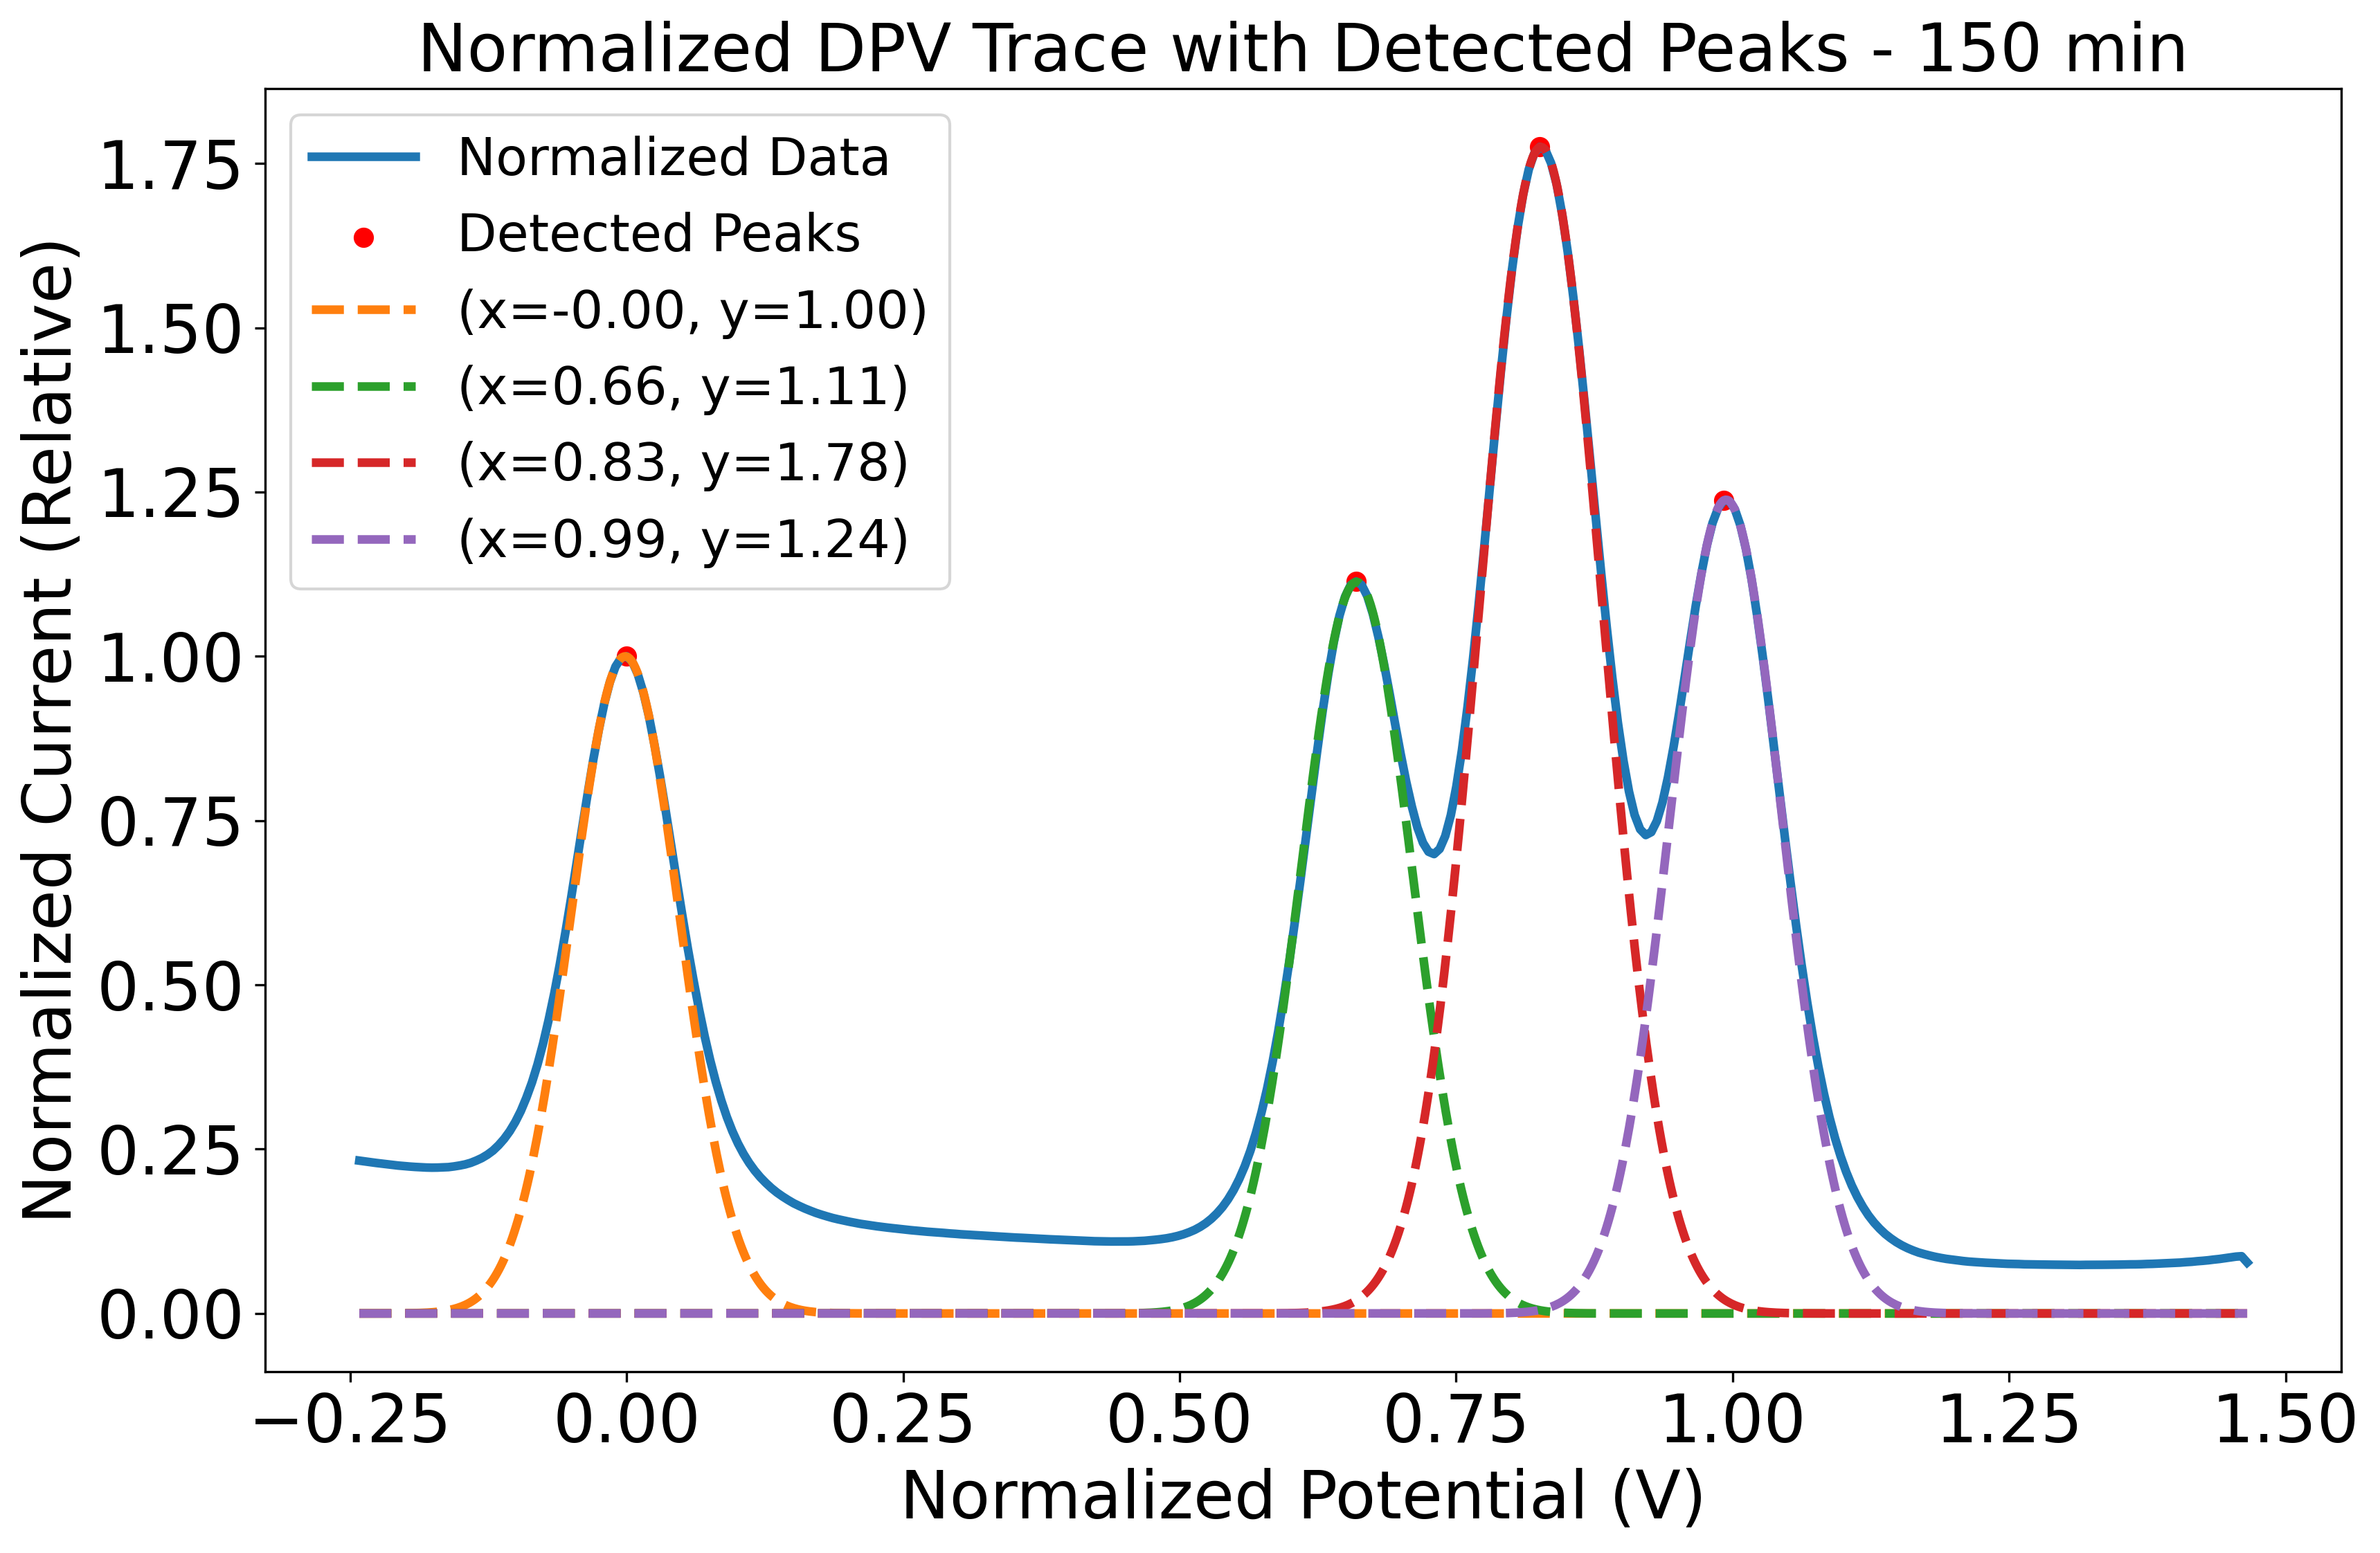 Normalized DPV Trace with Detected Peaks - 150 min
Normalized Data
Detected Peaks
(x=-0.00, y=1.00)
(x=0.66, y=1.11)
(x=0.83, y=1.78)
(x=0.99, y=1.24)
Normalized Current (Relative)
1.75
1.50
1.25
1.00
0.75
0.50
0.25
0.00
−0.25 0.00 0.25 0.50 0.75 1.00 1.25 1.50
Normalized Potential (V)